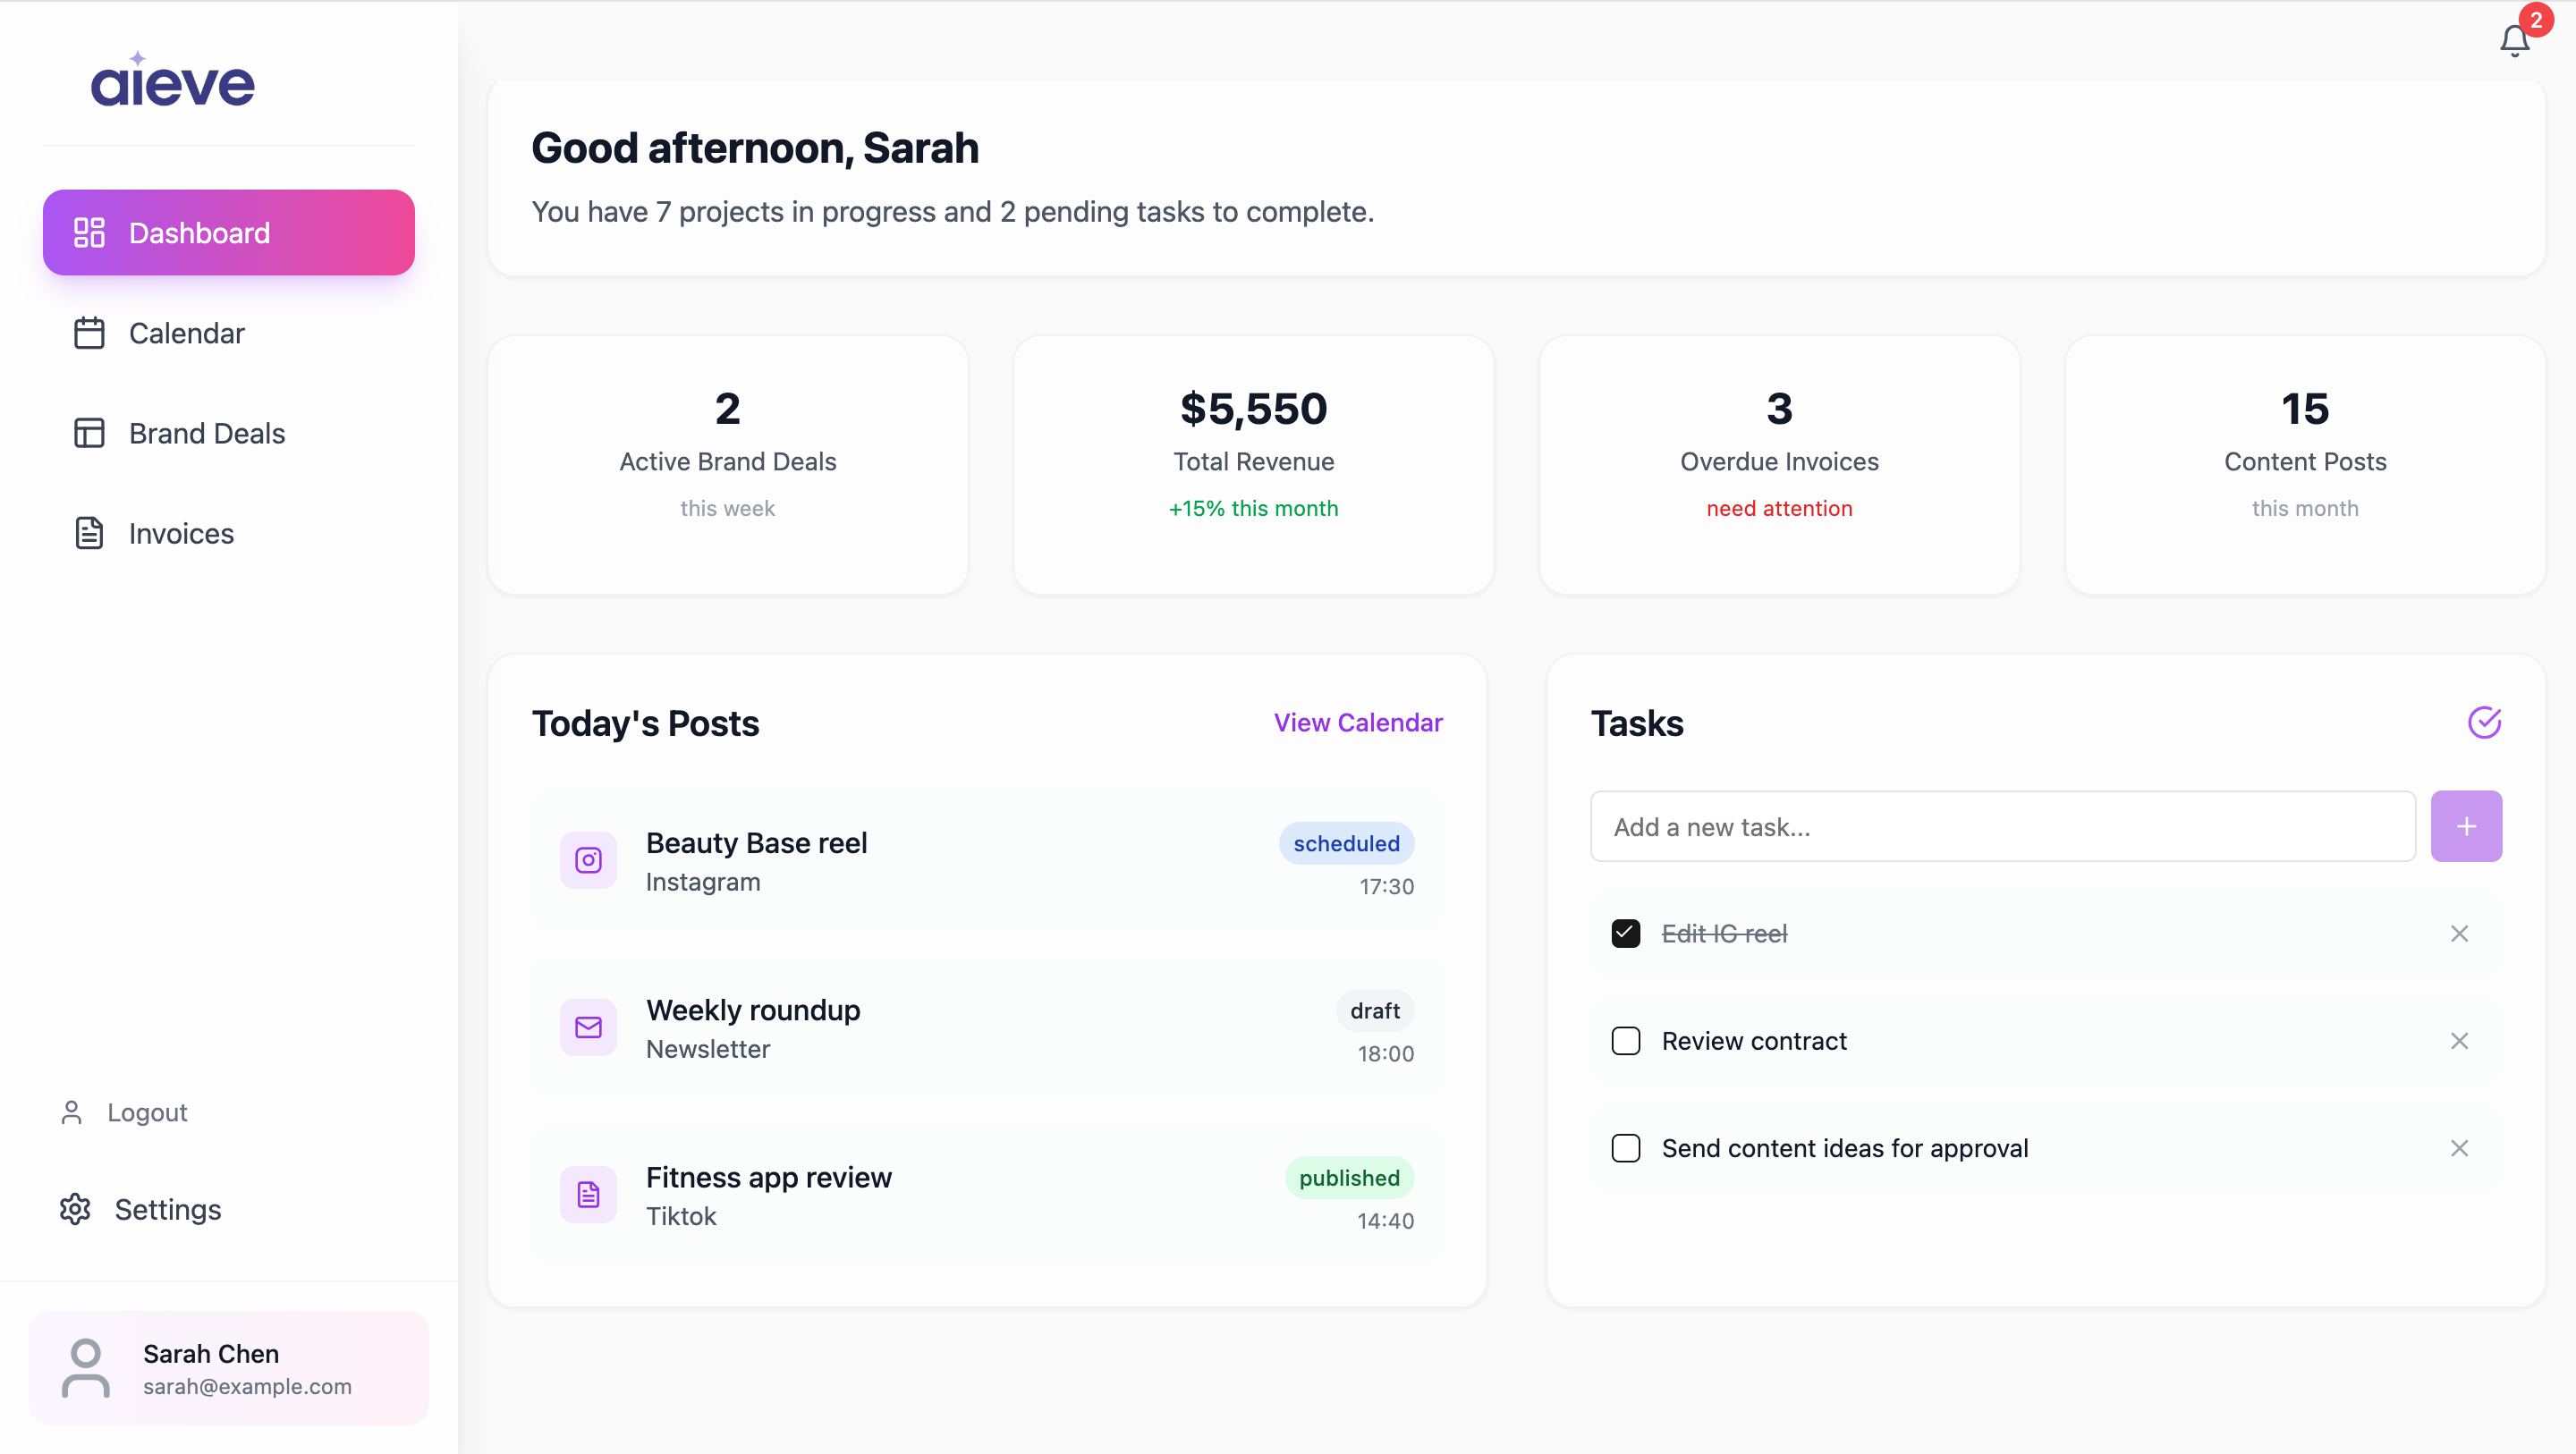 aieve
Dashboard
Calendar
Brand Deals
Invoices
Logout
Settings
Sarah Chen
sarah@example.com
2
Good afternoon, Sarah
You have 7 projects in progress and 2 pending tasks to complete.
2
Active Brand Deals
this week
$5,550
Total Revenue
+15% this month
3
Overdue Invoices
need attention
15
Content Posts
this month
Today's Posts
View Calendar
Beauty Base reel
Instagram
scheduled
17:30
Weekly roundup
Newsletter
draft
18:00
Fitness app review
Tiktok
published
14:40
Tasks
Add a new task...
Edit IG reel
Review contract
Send content ideas for approval